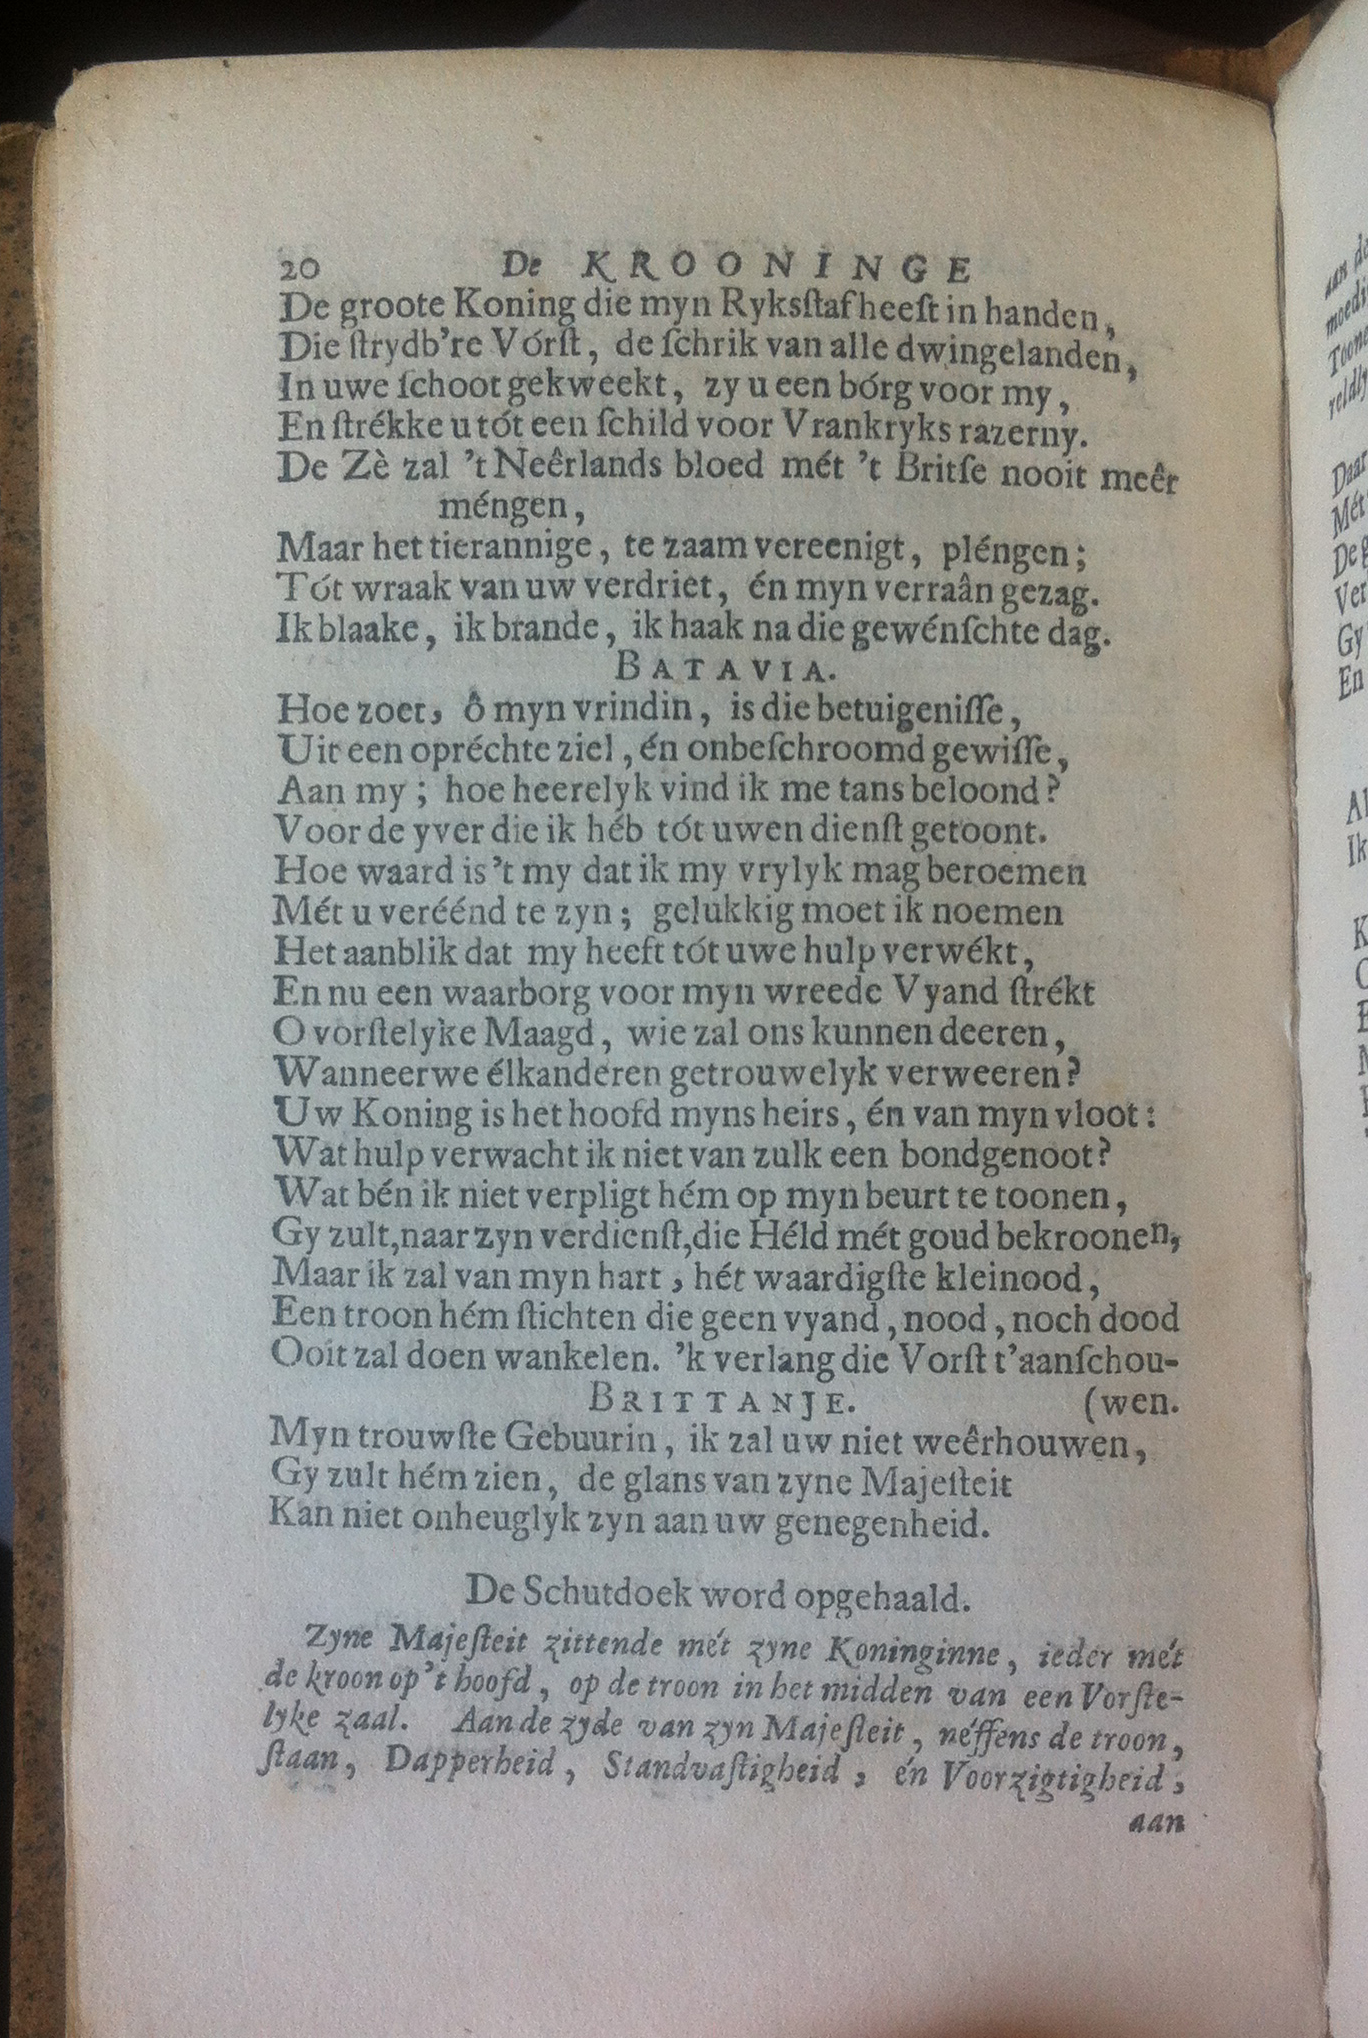 20 De KROONINGE
De groote Koning die myn Ryksſtaf heeſt in handen,
Die ſtrydb're Vórſt, de ſchrik van alle dwingelanden,
In uwe ſchoot gekweekt, zy u een bórg voor my,
En ſtrékke u tót een ſchild voor Vrankryks razerny.
De Zè zal 't Neêrlands bloed mét 't Britſe nooit meêr
méngen,
Maar het tierannige, te zaam vereenigt, pléngen;
Tót wraak van uw verdriet, én myn verraân gezag.
Ik blaake, ik brande, ik haak na die gewénſchte dag.
BATAVIA.
Hoe zoet, ô myn vrindin, is die betuigeniſſe,
Uit een opréchte ziel, én onbeſchroomd gewiſſe,
Aan my; hoe heerelyk vind ik me tans beloond?
Voor de yver die ik héb tót uwen dienſt getoont.
Hoe waard is 't my dat ik my vrylyk mag beroemen
Mét u veréénd te zyn; gelukkig moet ik noemen
Het aanblik dat my heeft tót uwe hulp verwékt,
En nu een waarborg voor myn wreede Vyand ſtrékt
O vorſtelyke Maagd, wie zal ons kunnen deeren,
Wanneer we élkanderen getrouwelyk verweeren?
Uw Koning is het hoofd myns heirs, én van myn vloot:
Wat hulp verwacht ik niet van zulk een bondgenoot?
Wat bén ik niet verpligt hém op myn beurt te toonen,
Gy zult, naar zyn verdienſt, die Héld mét goud bekroonen,
Maar ik zal van myn hart, hét waardigſte kleinood,
Een troon hém ſtichten die geen vyand, nood, noch dood
Ooit zal doen wankelen. 'k verlang die Vorſt t'aanſchou-
BRITTANJE. (wen.
Myn trouwſte Gebuurin, ik zal uw niet weêrhouwen,
Gy zult hém zien, de glans van zyne Majeſteit
Kan niet onheuglyk zyn aan uw genegenheid.
De Schutdoek word opgehaald.
Zyne Majeſteit zittende mét zyne Koninginne, ieder mét
de kroon op 't hoofd, op de troon in het midden van een Vorſte-
lyke zaal. Aan de zyde van zyn Majeſteit, néffens de troon,
ſtaan, Dapperheid, Standvaſtigheid, én Voorzigtigheid,
aan